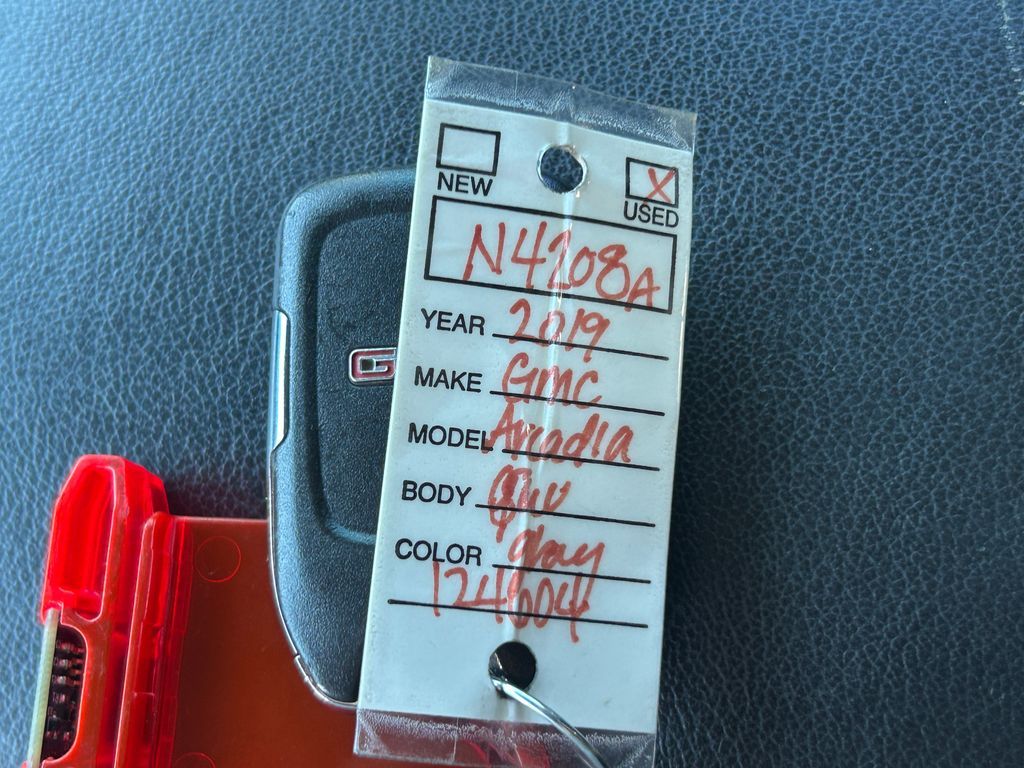 NEW
X
USED
N4208A
YEAR 2019
MAKE GMC
MODEL Arcadia
BODY
COLOR gray
124604
G